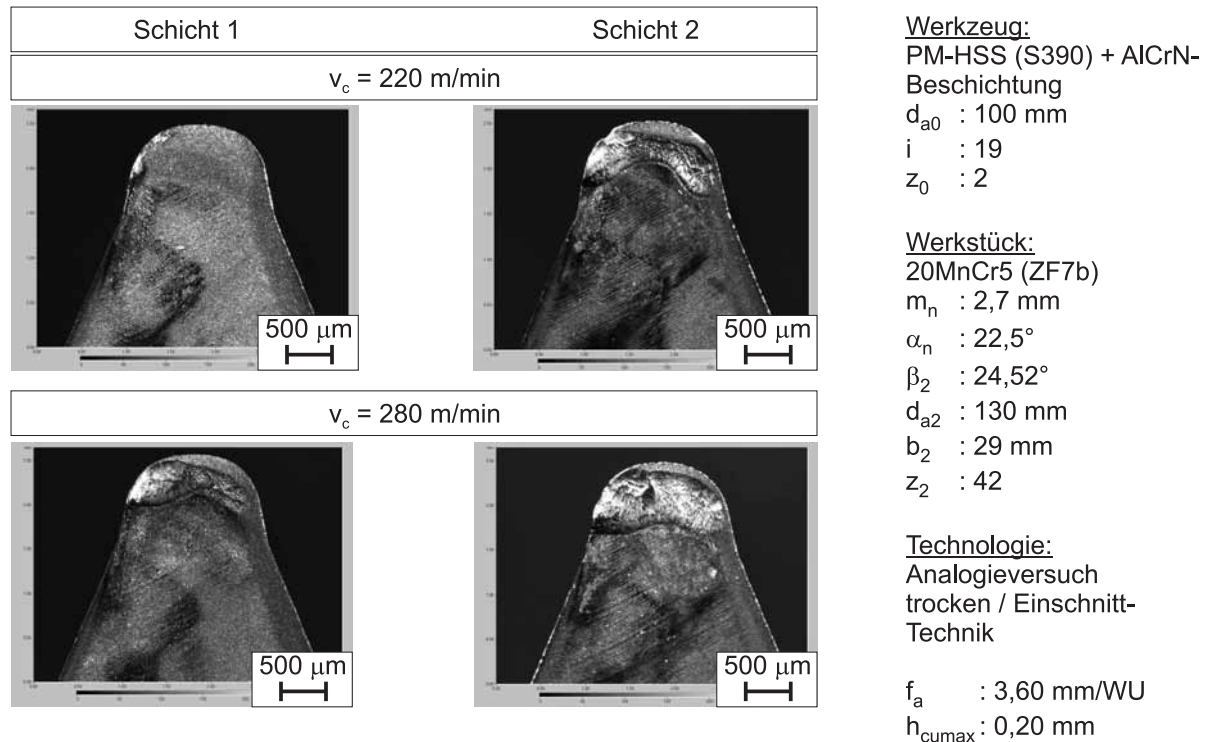 Schicht 1 Schicht 2
v_c = 220 m/min
500 μm 500 μm
v_c = 280 m/min
500 μm 500 μm
Werkzeug:
PM-HSS (S390) + AlCrN-
Beschichtung
d_a0 : 100 mm
i : 19
z_0 : 2
Werkstück:
20MnCr5 (ZF7b)
m_n : 2,7 mm
α_n : 22,5°
β_2 : 24,52°
d_a2 : 130 mm
b_2 : 29 mm
z_2 : 42
Technologie:
Analogieversuch
trocken / Einschnitt-
Technik
f_a : 3,60 mm/WU
h_cumax : 0,20 mm